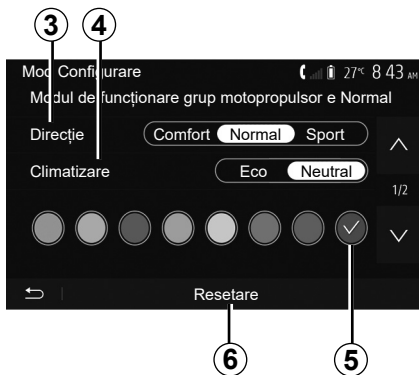 3 4
Mod Configurare 27°C 8 43 AM
Modul de funcționare grup motopropulsor e Normal
Direcție Comfort Normal Sport
Climatizare Eco Neutral
1/2
Resetare
6 5